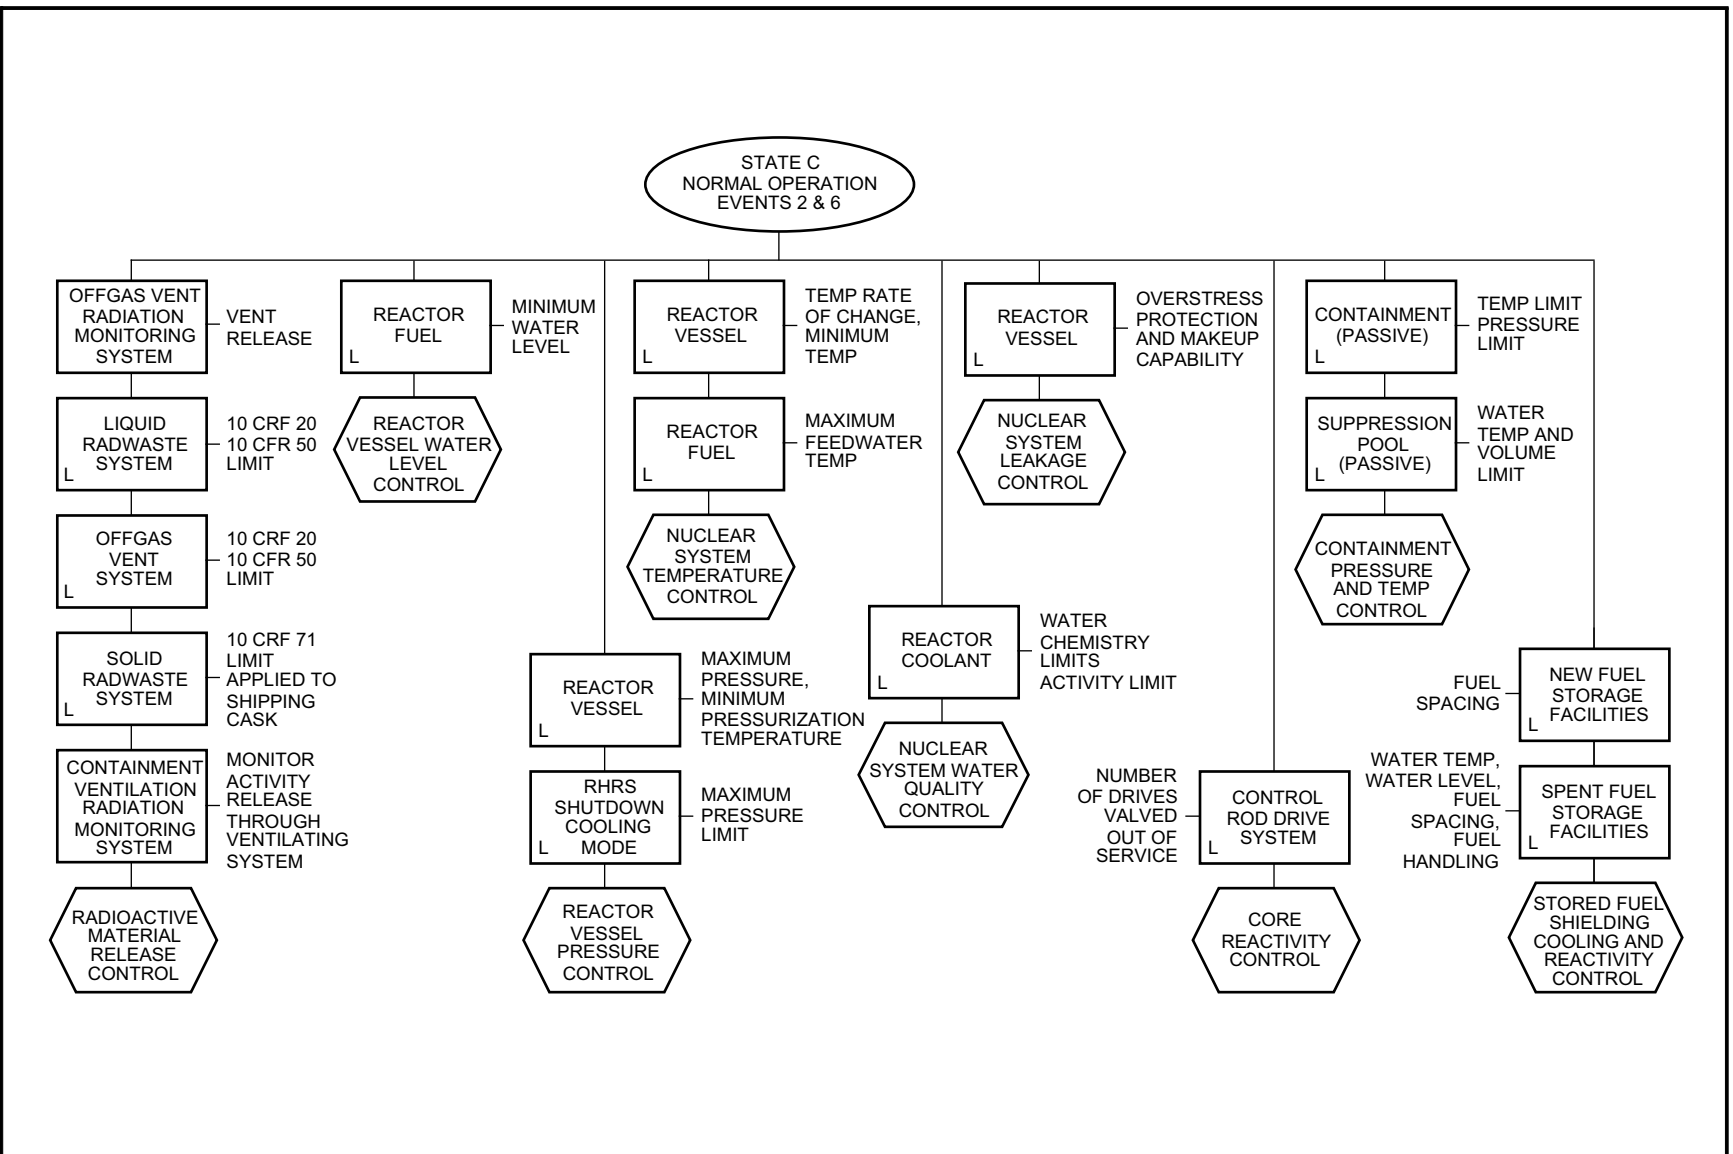 STATE C
NORMAL OPERATION
EVENTS 2 & 6
OFFGAS VENT
RADIATION
MONITORING
SYSTEM
VENT
RELEASE
LIQUID
RADWASTE
SYSTEM
L
10 CRF 20
10 CFR 50
LIMIT
OFFGAS
VENT
SYSTEM
L
10 CRF 20
10 CFR 50
LIMIT
SOLID
RADWASTE
SYSTEM
L
10 CRF 71
LIMIT
APPLIED TO
SHIPPING
CASK
CONTAINMENT
VENTILATION
RADIATION
MONITORING
SYSTEM
MONITOR
ACTIVITY
RELEASE
THROUGH
VENTILATING
SYSTEM
RADIOACTIVE
MATERIAL
RELEASE
CONTROL
REACTOR
FUEL
L
MINIMUM
WATER
LEVEL
REACTOR
VESSEL WATER
LEVEL
CONTROL
REACTOR
VESSEL
L
MAXIMUM
PRESSURE,
MINIMUM
PRESSURIZATION
TEMPERATURE
RHRS
SHUTDOWN
COOLING
MODE
L
MAXIMUM
PRESSURE
LIMIT
REACTOR
VESSEL
PRESSURE
CONTROL
REACTOR
VESSEL
L
TEMP RATE
OF CHANGE,
MINIMUM
TEMP
REACTOR
FUEL
L
MAXIMUM
FEEDWATER
TEMP
NUCLEAR
SYSTEM
TEMPERATURE
CONTROL
REACTOR
COOLANT
L
WATER
CHEMISTRY
LIMITS
ACTIVITY LIMIT
NUCLEAR
SYSTEM WATER
QUALITY
CONTROL
REACTOR
VESSEL
L
OVERSTRESS
PROTECTION
AND MAKEUP
CAPABILITY
NUCLEAR
SYSTEM
LEAKAGE
CONTROL
NUMBER
OF DRIVES
VALVED
OUT OF
SERVICE
CONTROL
ROD DRIVE
SYSTEM
L
CORE
REACTIVITY
CONTROL
CONTAINMENT
(PASSIVE)
L
TEMP LIMIT
PRESSURE
LIMIT
SUPPRESSION
POOL
(PASSIVE)
L
WATER
TEMP AND
VOLUME
LIMIT
CONTAINMENT
PRESSURE
AND TEMP
CONTROL
FUEL
SPACING
NEW FUEL
STORAGE
FACILITIES
L
WATER TEMP,
WATER LEVEL,
FUEL
SPACING,
FUEL
HANDLING
SPENT FUEL
STORAGE
FACILITIES
L
STORED FUEL
SHIELDING
COOLING AND
REACTIVITY
CONTROL